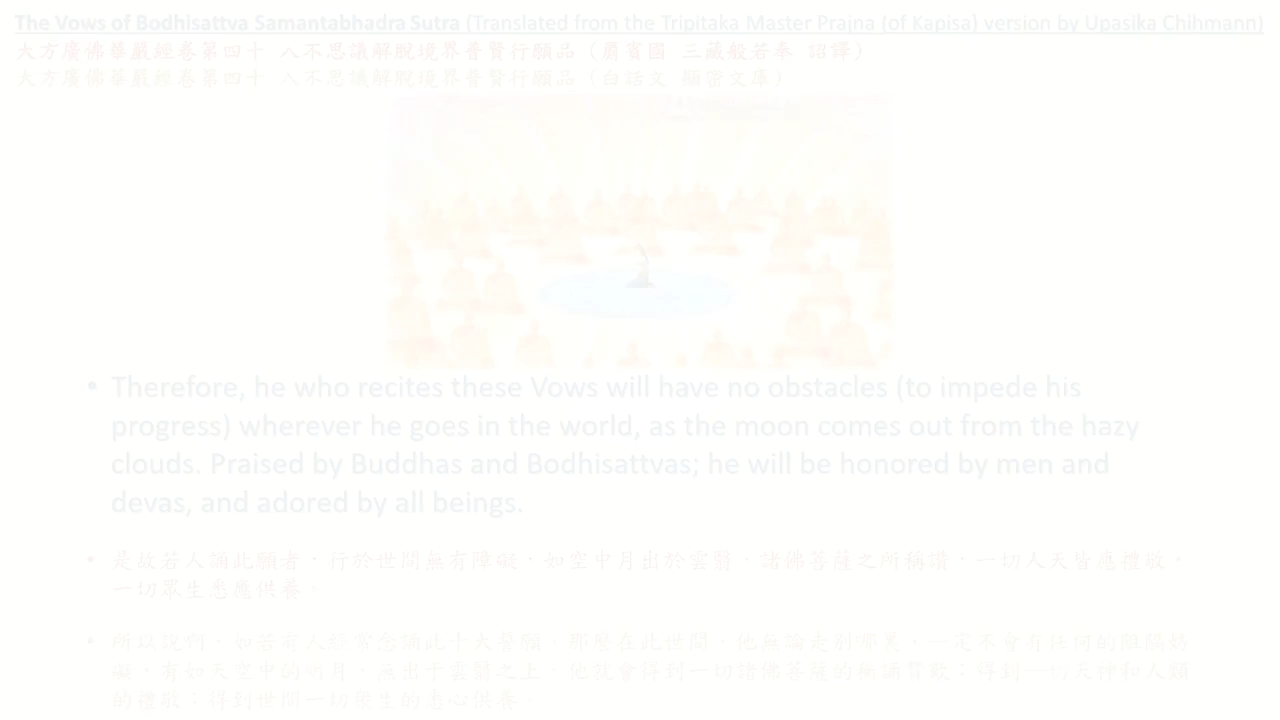 The Vows of Bodhisattva Samantabhadra Sutra (Translated from the Tripitaka Master Prajna (of Kapisa) version by Upasika Chihmann)
大方廣佛華嚴經卷第四十 入不思議解脫境界普賢行願品（罽賓國 三藏般若奉 詔譯）
大方廣佛華嚴經卷第四十 入不思議解脫境界普賢行願品（白話文 顯密文庫）
• Therefore, he who recites these Vows will have no obstacles (to impede his
progress) wherever he goes in the world, as the moon comes out from the hazy
clouds. Praised by Buddhas and Bodhisattvas; he will be honored by men and
devas, and adored by all beings.
• 是故若人誦此願者，行於世間無有障礙，如空中月出於雲翳，諸佛菩薩之所稱讚，一切人天皆應禮敬，
一切眾生悉應供養。
• 所以說啊，如若有人經常念誦此十大誓願，那麼在此世間，他無論走到哪裏，一定不會有任何的阻隔妨
礙，有如天空中的明月，飛出于雲翳之上，他就會得到一切諸佛菩薩的稱誦智歎；得到一切天神和人類
的禮敬；得到世間一切眾生的悉心供養。